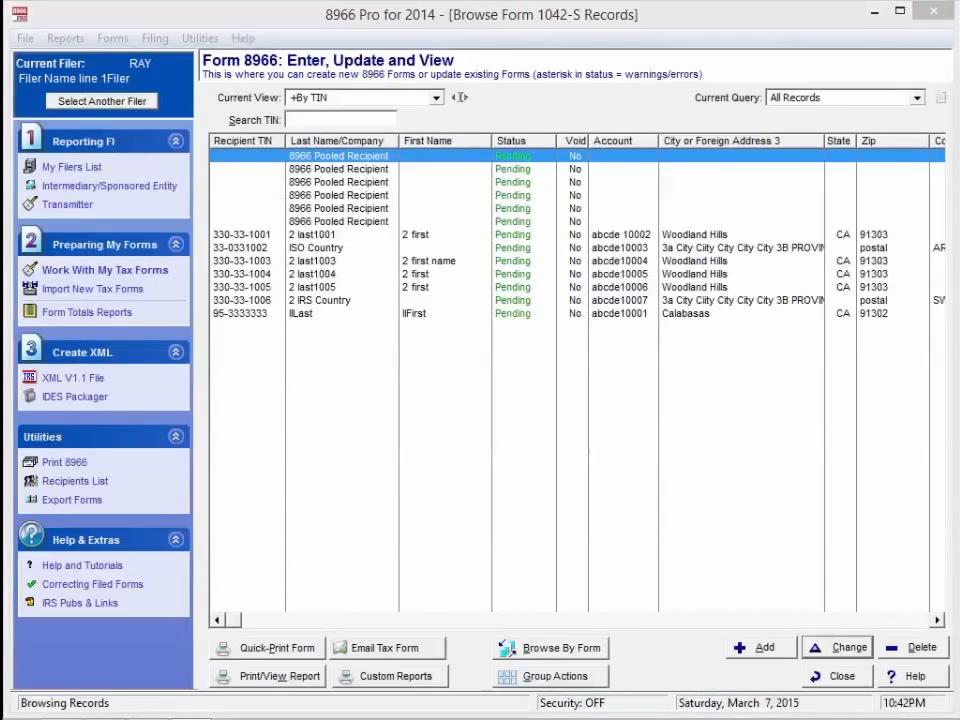 8966 Pro for 2014 - [Browse Form 1042-S Records]
File Reports Forms Filing Utilities Help
Current Filer: RAY
Filer Name line 1Filer
Select Another Filer
1 Reporting FI
My Filers List
Intermediary/Sponsored Entity
Transmitter
2 Preparing My Forms
Work With My Tax Forms
Import New Tax Forms
Form Totals Reports
3 Create XML
XML V1.1 File
IDES Packager
Utilities
Print 8966
Recipients List
Export Forms
Help & Extras
Help and Tutorials
Correcting Filed Forms
IRS Pubs & Links
Form 8966: Enter, Update and View
This is where you can create new 8966 Forms or update existing Forms (asterisk in status = warnings/errors)
Current View: +By TIN Current Query: All Records
Search TIN:
Recipient TIN Last Name/Company First Name Status Void Account City or Foreign Address 3 State Zip Cc
8966 Pooled Recipient Pending No
8966 Pooled Recipient Pending No
8966 Pooled Recipient Pending No
8966 Pooled Recipient Pending No
8966 Pooled Recipient Pending No
8966 Pooled Recipient Pending No
330-33-1001 2 last1001 2 first Pending No abcde 10002 Woodland Hills CA 91303
33-0331002 ISO Country Pending No abcde10003 3a City City City City City 3B PROVIN postal AR
330-33-1003 2 last1003 2 first name Pending No abcde10004 Woodland Hills CA 91303
330-33-1004 2 last1004 2 first Pending No abcde10005 Woodland Hills CA 91303
330-33-1005 2 last1005 2 first Pending No abcde10006 Woodland Hills CA 91303
330-33-1006 2 IRS Country Pending No abcde10007 3a City City City City City 3B PROVIN postal SW
95-3333333 llLast llFirst Pending No abcde10001 Calabasas CA 91302
Quick-Print Form Email Tax Form Browse By Form Add Change Delete
Print/View Report Custom Reports Group Actions Close Help
Browsing Records Security: OFF Saturday, March 7, 2015 10:42PM